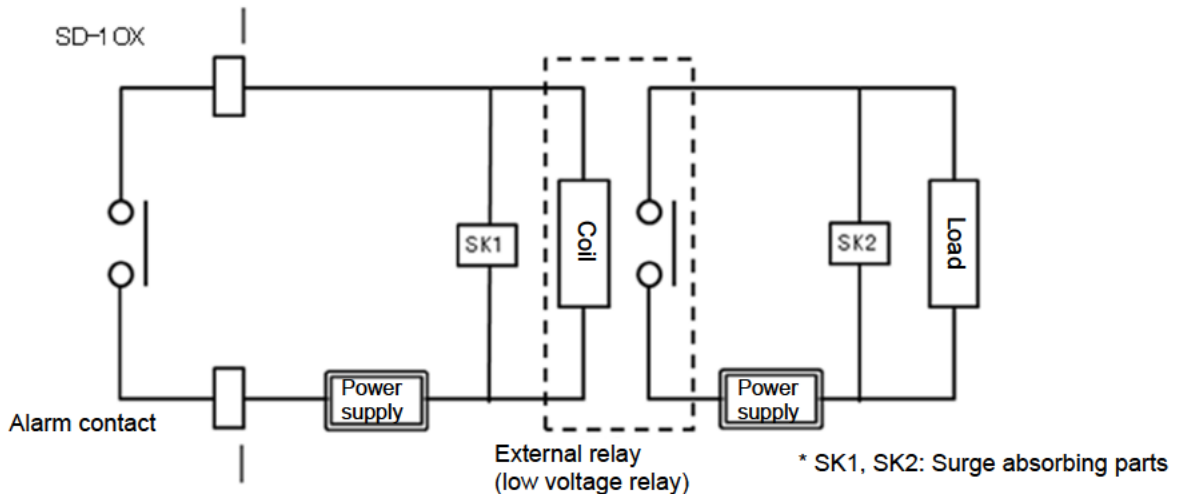 SD-10X
SK1
Coil
SK2
Load
Power
supply
Power
supply
Alarm contact
External relay
(low voltage relay)
* SK1, SK2: Surge absorbing parts